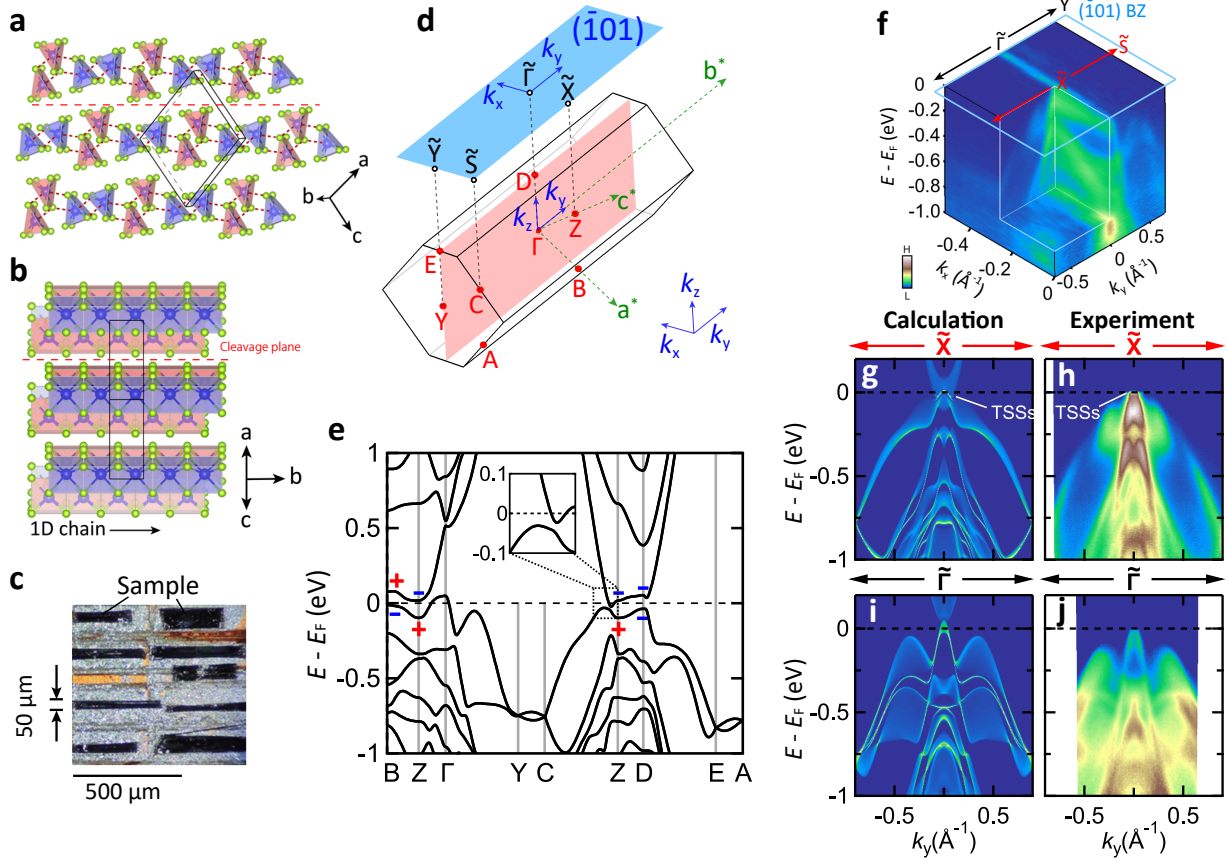 a
a
b
c
b
Cleavage plane
a
b
c
1D chain
c
Sample
50 μm
500 μm
d
(1̄01)
k_y
Γ̃
k_x
X̃
Ỹ
S̃
b*
D
k_z
k_y
c*
Z
Γ
E
B
C
Y
a*
A
k_z
k_x
k_y
e
1
0.5
0
-0.5
-1
E - E_F (eV)
0.1
0
-0.1
+
-
-
+
-
+
-
-
B Z Γ Y C Z D E A
f
Y
(1̄01) BZ
Γ̃
S̃
X̃
0
-0.2
-0.4
-0.6
-0.8
-1.0
E - E_F (eV)
H
L
-0.4
-0.2
0
k_x (Å⁻¹)
-0.5
0
0.5
k_y (Å⁻¹)
Calculation
Experiment
X̃
X̃
g
h
TSSs
TSSs
0
-0.5
-1
E - E_F (eV)
Γ̃
Γ̃
i
j
0
-0.5
-1
E - E_F (eV)
-0.5 0 0.5
-0.5 0 0.5
k_y(Å⁻¹)
k_y(Å⁻¹)